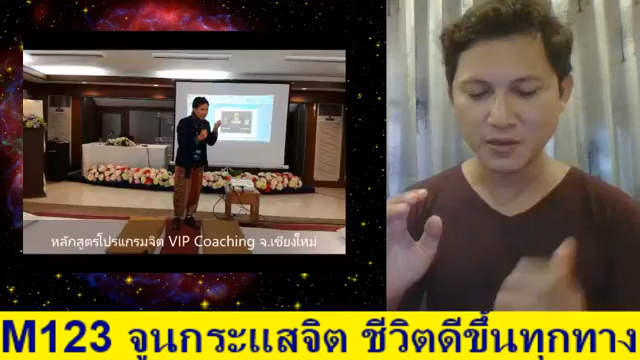 หลักสูตรโปรแกรมจิต VIP Coaching จ.เชียงใหม่
M123 จูนกระแสจิต ชีวิตดีขึ้นทุกทาง